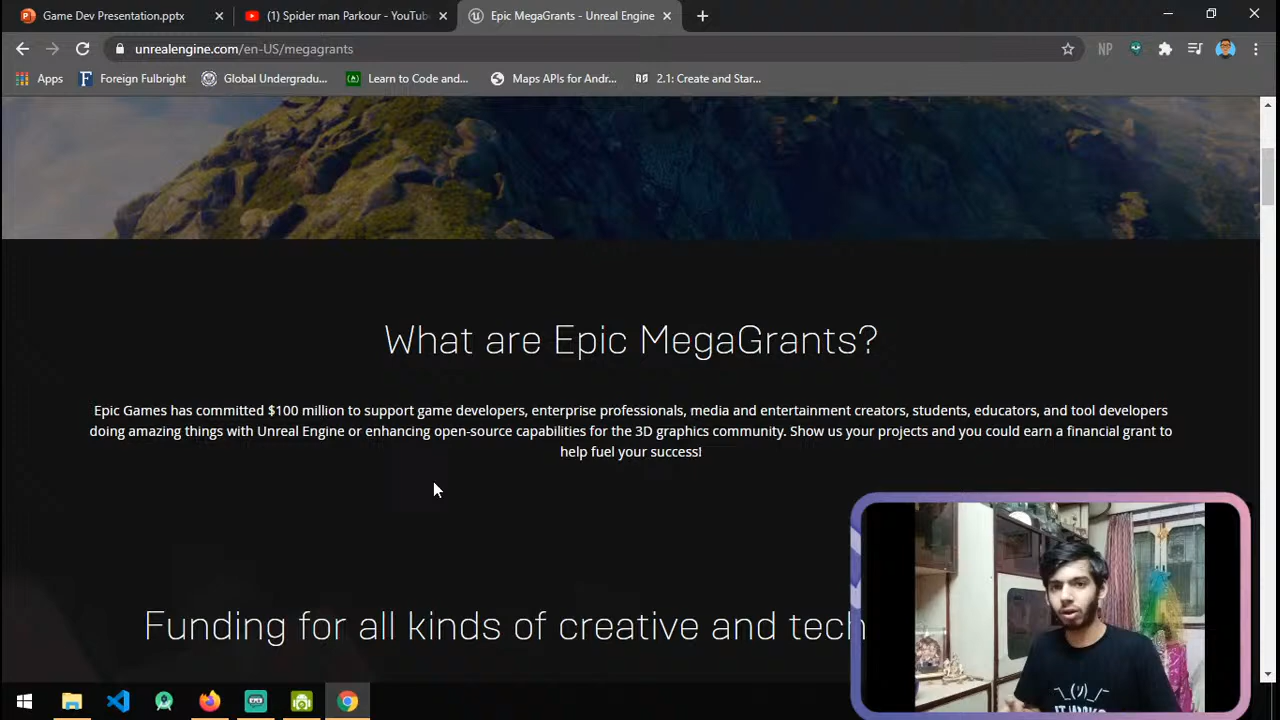 Game Dev Presentation.pptx
(1) Spider man Parkour - YouTube
Epic MegaGrants - Unreal Engine
unrealengine.com/en-US/megagrants
NP
Apps
Foreign Fulbright
Global Undergradu...
Learn to Code and...
Maps APIs for Andr...
2.1: Create and Star...
What are Epic MegaGrants?
Epic Games has committed $100 million to support game developers, enterprise professionals, media and entertainment creators, students, educators, and tool developers
doing amazing things with Unreal Engine or enhancing open-source capabilities for the 3D graphics community. Show us your projects and you could earn a financial grant to
help fuel your success!
Funding for all kinds of creative and tech
¯\_(ツ)_/¯